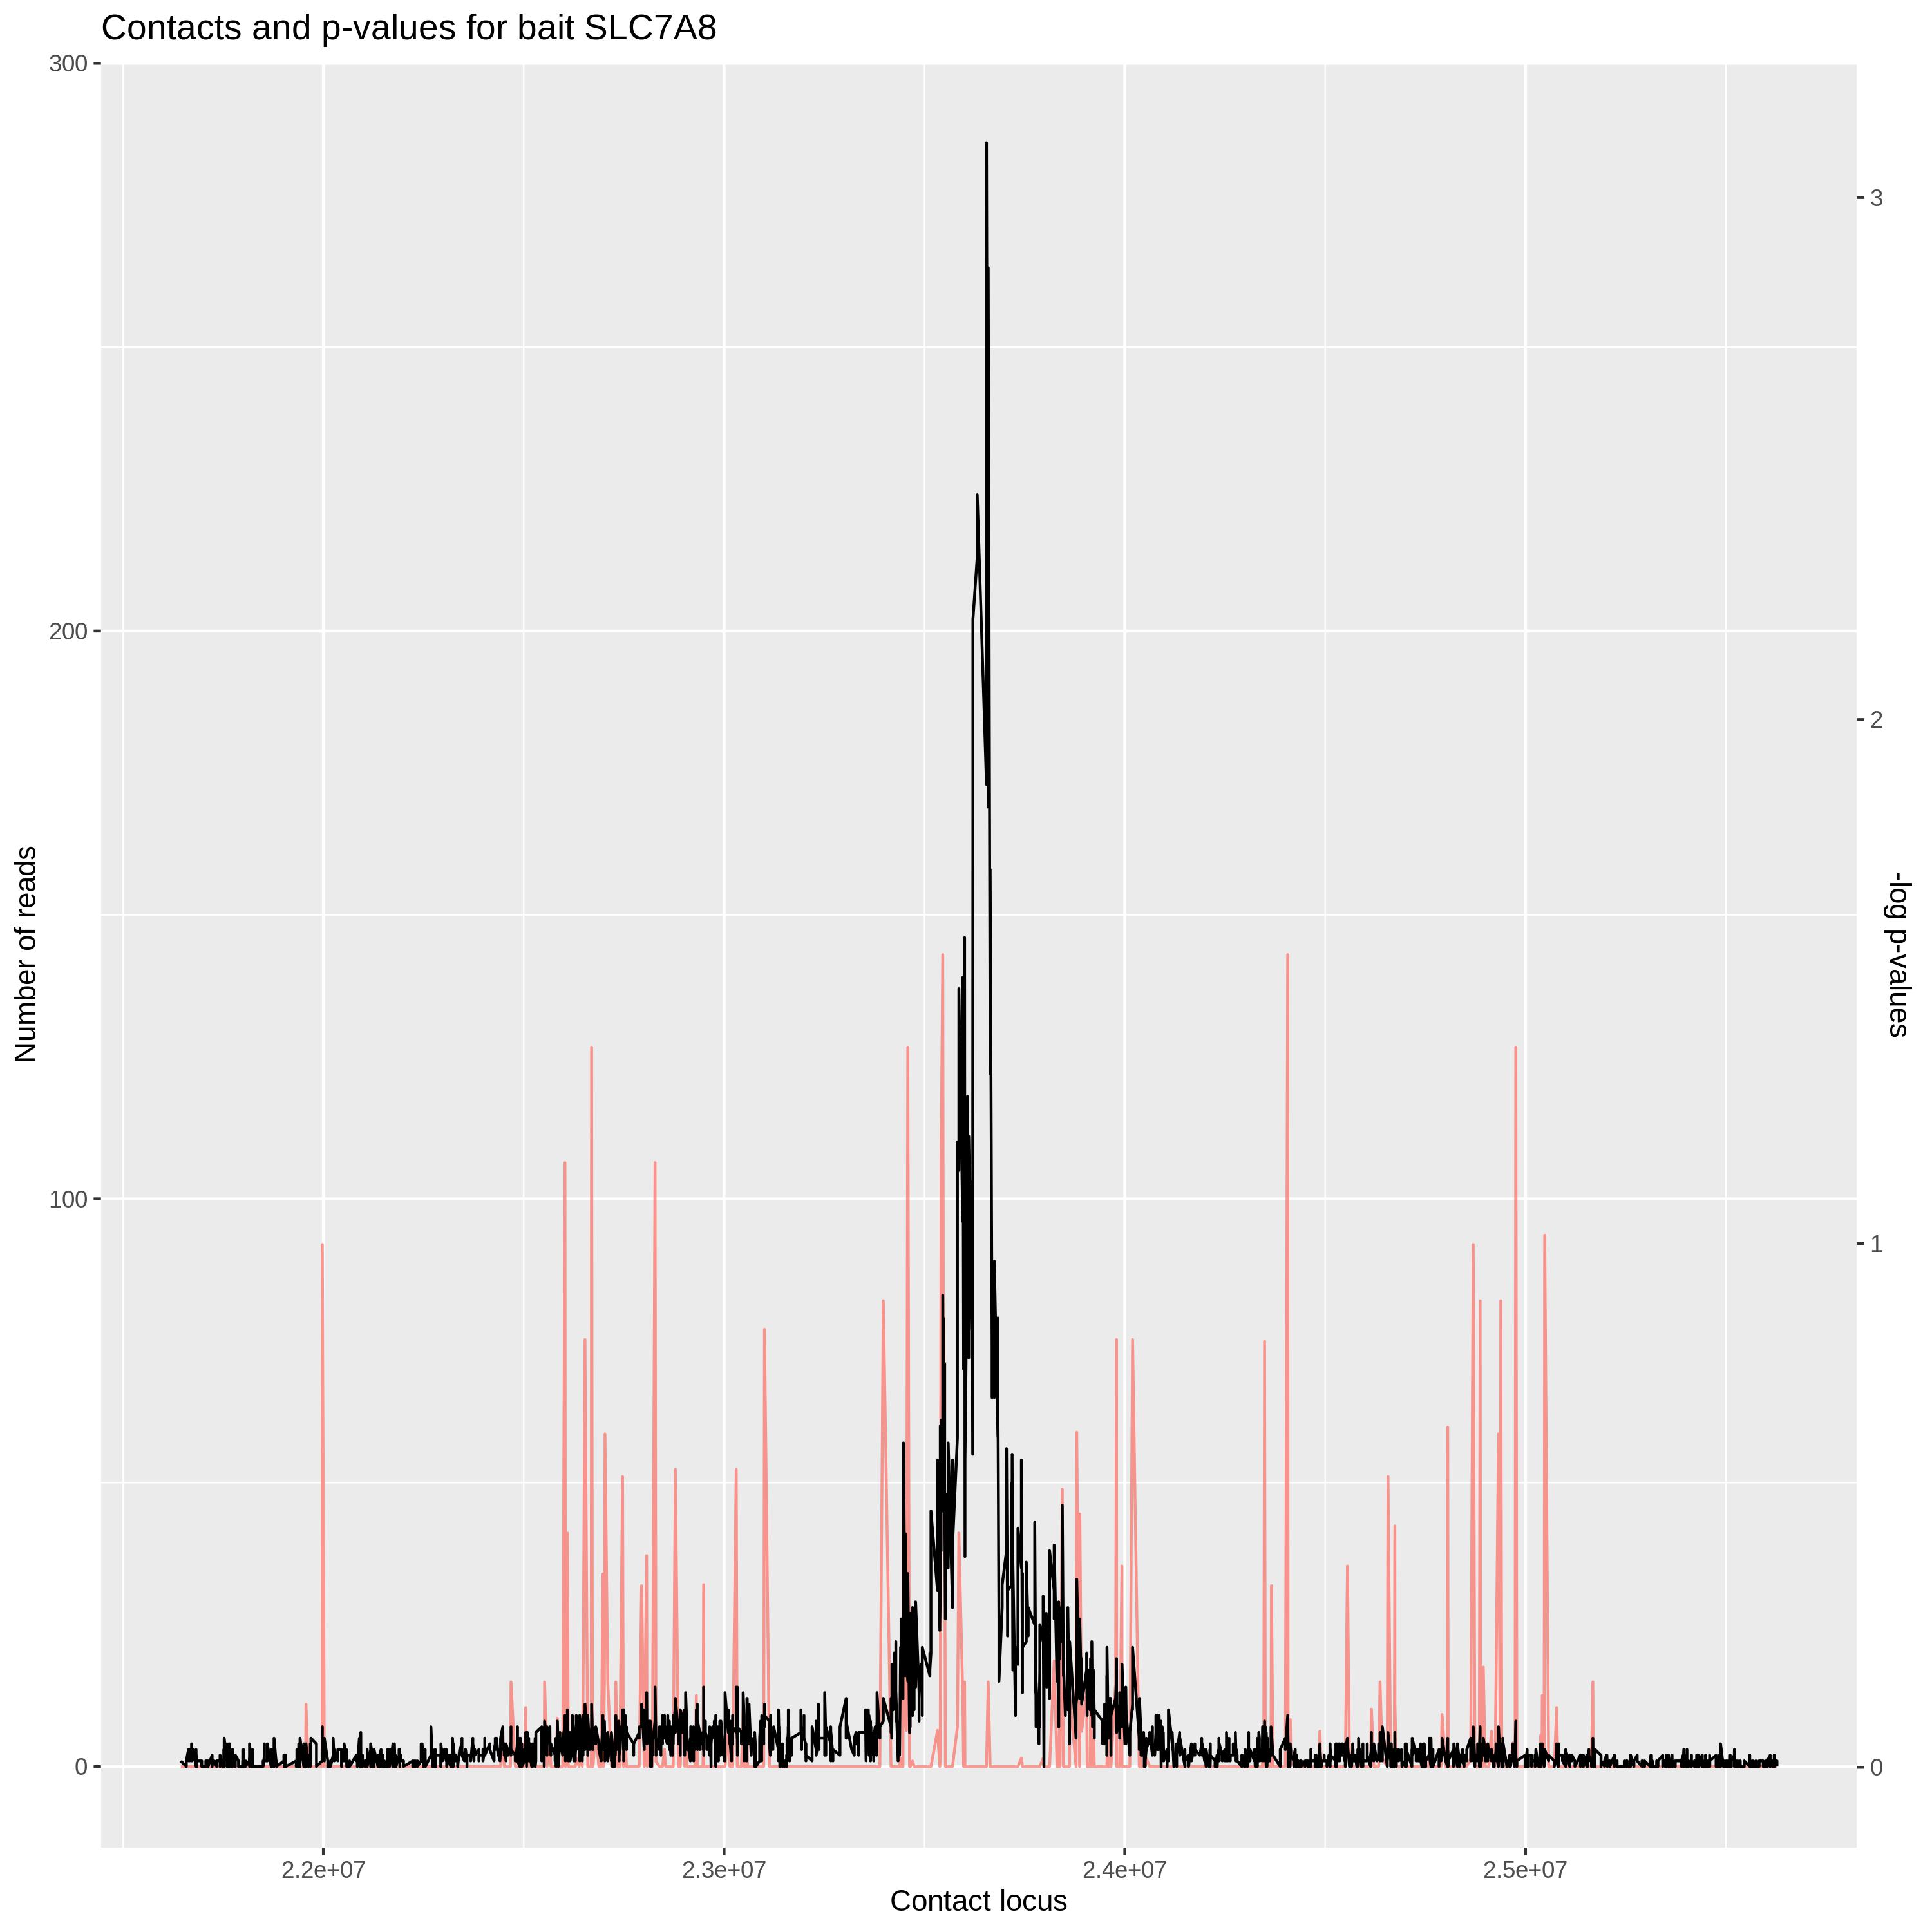 Contacts and p-values for bait SLC7A8
300
200
100
0
Number of reads
3
2
1
0
-log p-values
2.2e+07
2.3e+07
2.4e+07
2.5e+07
Contact locus